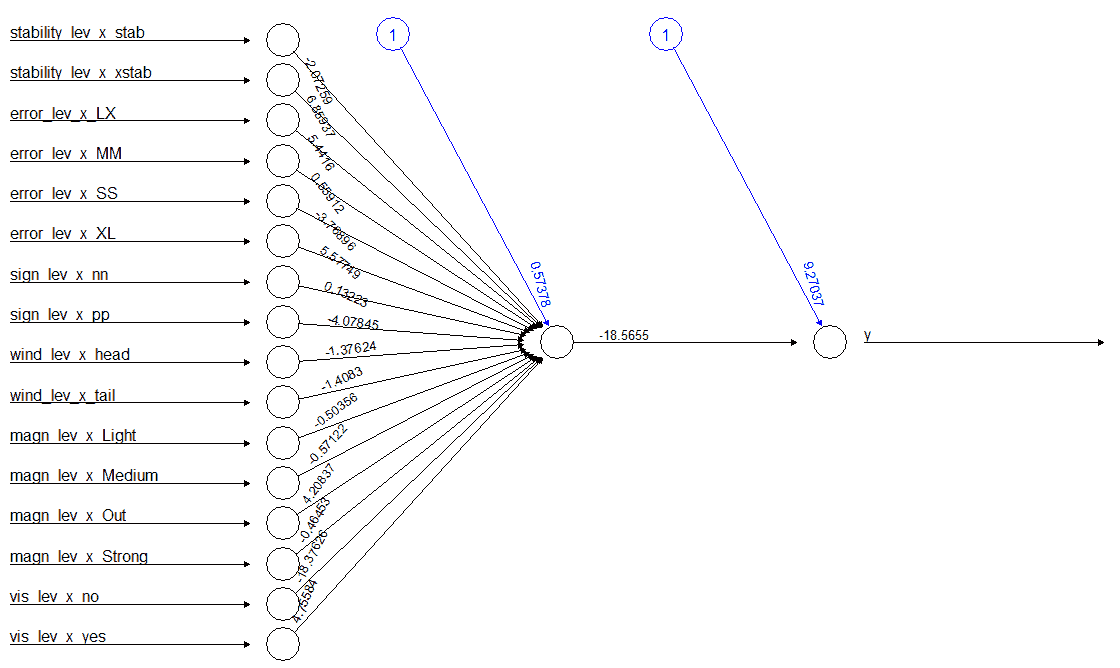 stability_lev_x_stab
stability_lev_x_xstab
error_lev_x_LX
error_lev_x_MM
error_lev_x_SS
error_lev_x_XL
sign_lev_x_nn
sign_lev_x_pp
wind_lev_x_head
wind_lev_x_tail
magn_lev_x_Light
magn_lev_x_Medium
magn_lev_x_Out
magn_lev_x_Strong
vis_lev_x_no
vis_lev_x_yes
-2.07259
6.86937
5.4416
0.55912
-3.76896
5.57749
0.13223
-4.07845
-1.37624
-1.4083
-0.50356
-0.57122
4.20837
-0.46453
-18.37626
4.75584
1
0.57378
-18.5655
1
9.27037
y